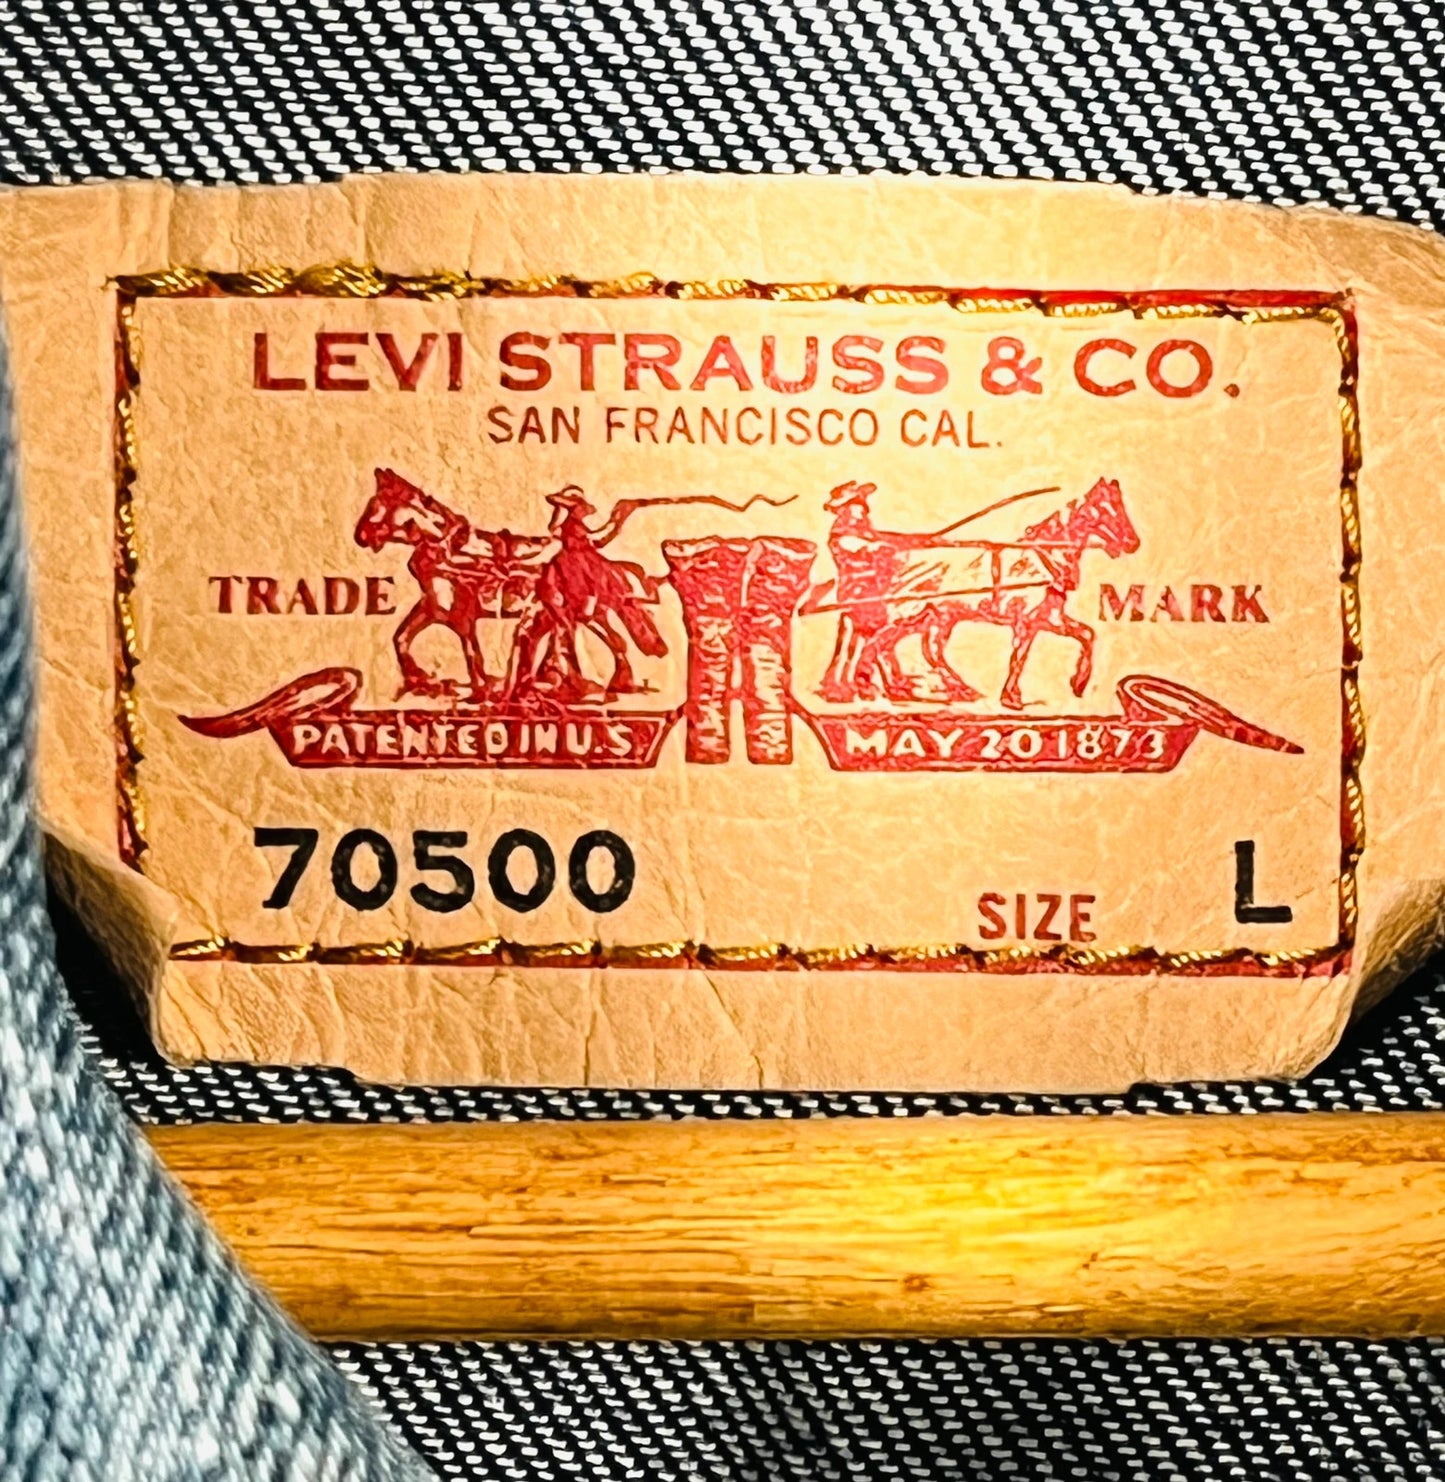 LEVI STRAUSS & CO.
SAN FRANCISCO CAL.
TRADE MARK
PATENTED IN U.S. MAY 20 1873
70500 SIZE L